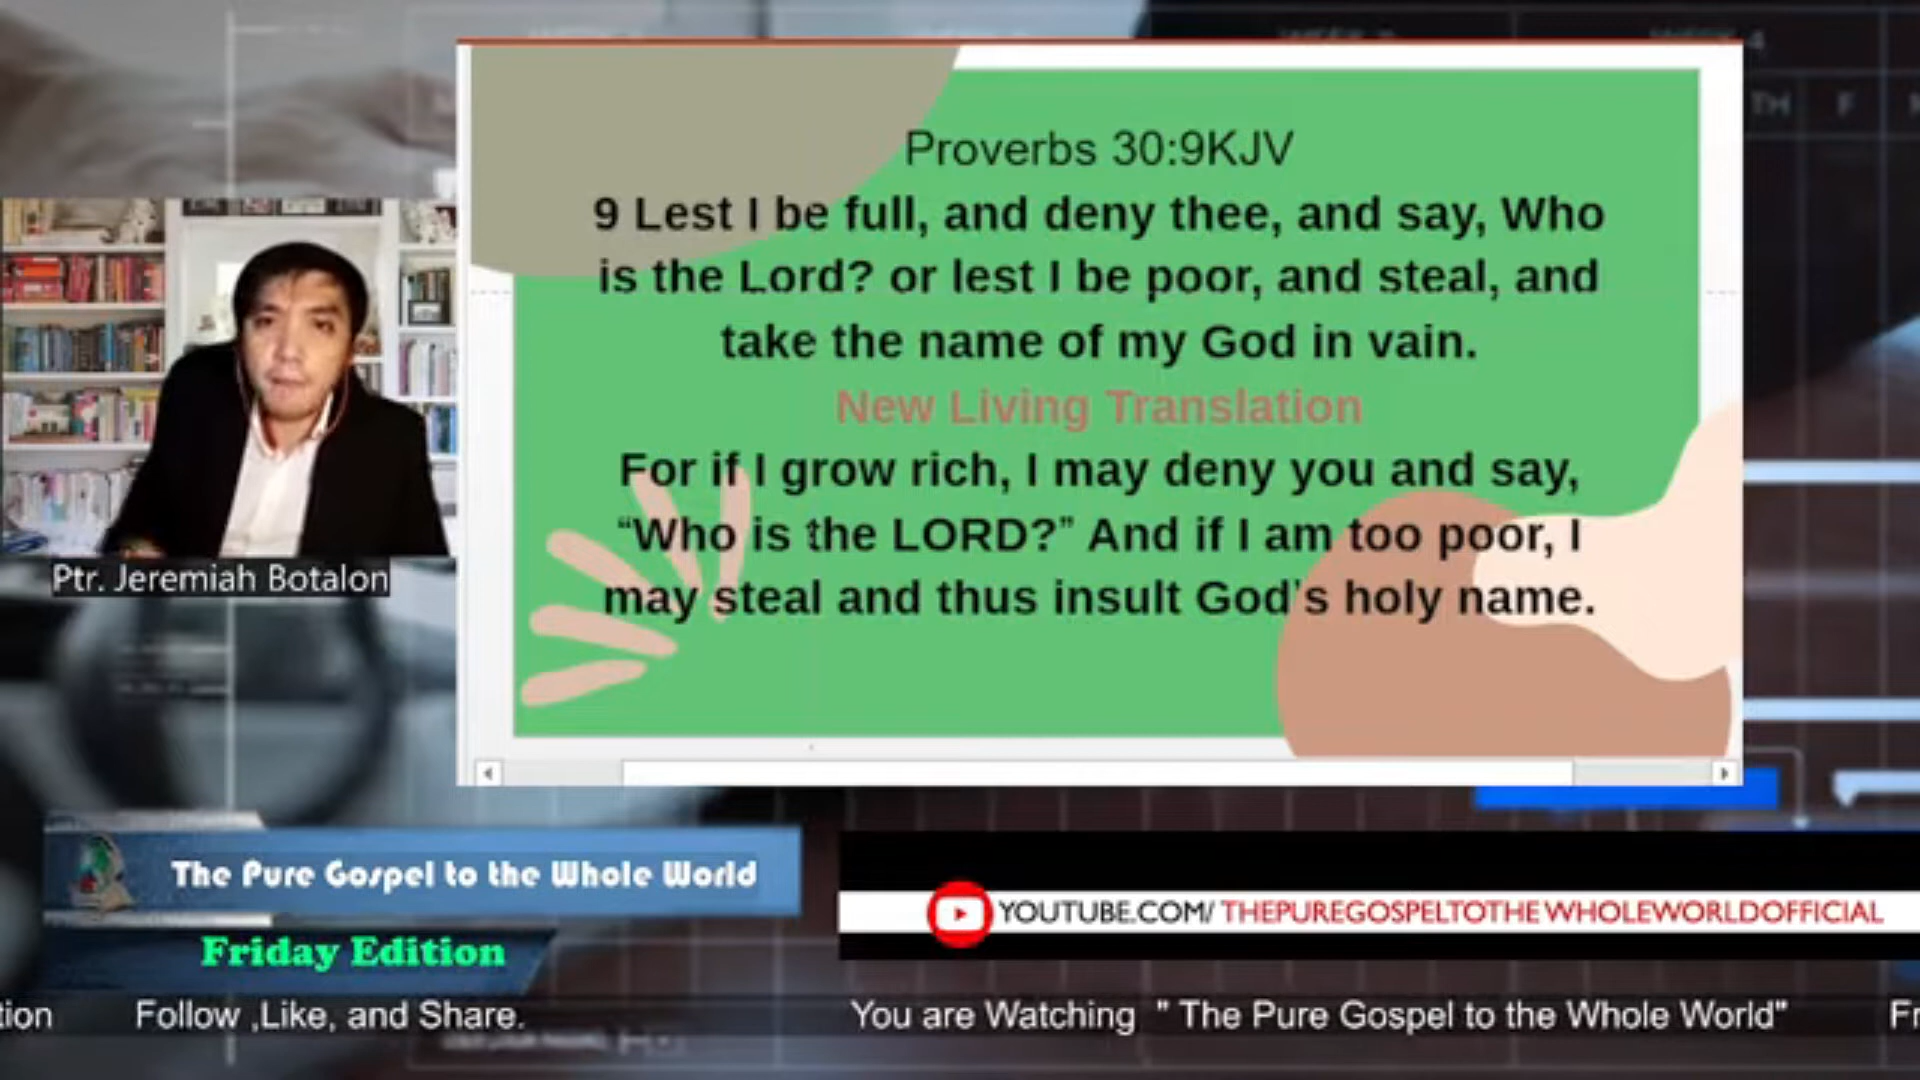 WEEK 4
TH F
Proverbs 30:9KJV
9 Lest I be full, and deny thee, and say, Who
is the Lord? or lest I be poor, and steal, and
take the name of my God in vain.
New Living Translation
For if I grow rich, I may deny you and say,
“Who is the LORD?” And if I am too poor, I
may steal and thus insult God's holy name.
Ptr. Jeremiah Botalon
The Pure Gospel to the Whole World
Friday Edition
YOUTUBE.COM/ THEPUREGOSPELTOTHEWHOLEWORLDOFFICIAL
tion Follow ,Like, and Share. You are Watching " The Pure Gospel to the Whole World" Fr